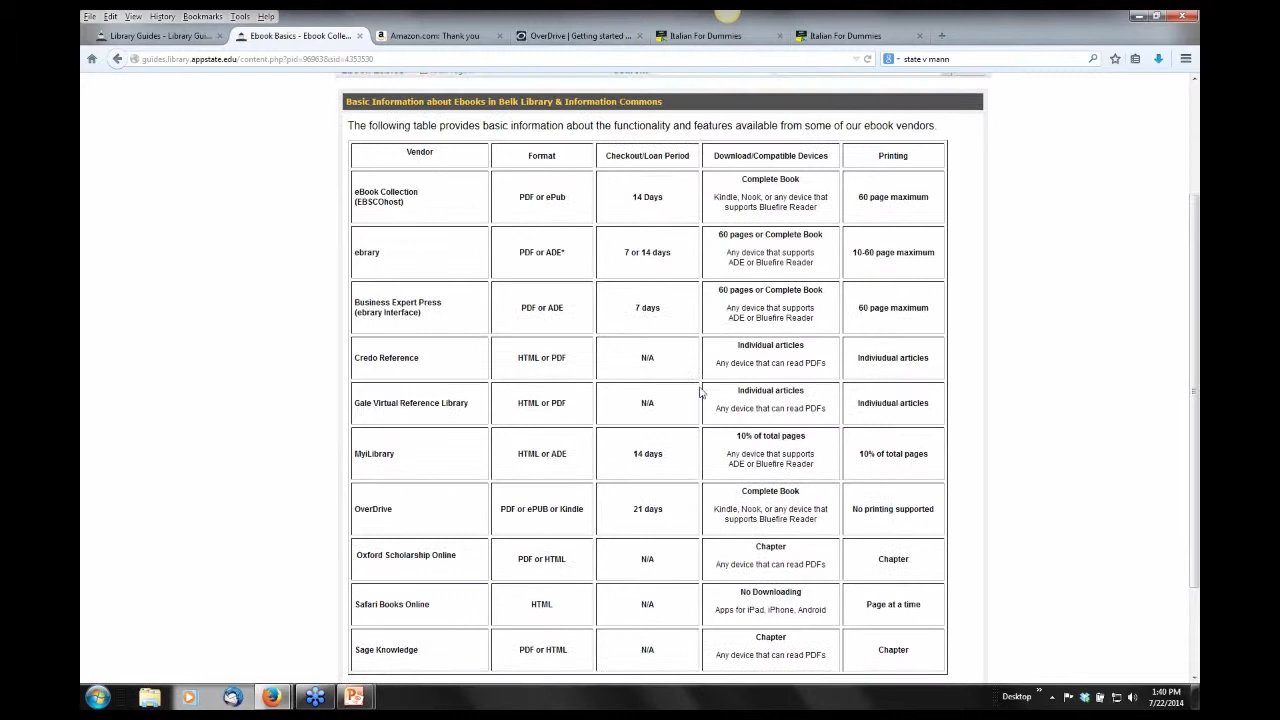 File Edit View History Bookmarks Tools Help
Library Guides - Library Gui...
Ebook Basics - Ebook Colle...
Amazon.com: Thank you
OverDrive | Getting started ...
Italian For Dummies
Italian For Dummies
guides.library.appstate.edu/content.php?pid=96963&sid=4353530
state v mann
Basic Information about Ebooks in Belk Library & Information Commons
The following table provides basic information about the functionality and features available from some of our ebook vendors.
Vendor Format Checkout/Loan Period Download/Compatible Devices Printing
eBook Collection
(EBSCOhost)
PDF or ePub
14 Days
Complete Book
Kindle, Nook, or any device that
supports Bluefire Reader
60 page maximum
ebrary
PDF or ADE*
7 or 14 days
60 pages or Complete Book
Any device that supports
ADE or Bluefire Reader
10-60 page maximum
Business Expert Press
(ebrary Interface)
PDF or ADE
7 days
60 pages or Complete Book
Any device that supports
ADE or Bluefire Reader
60 page maximum
Credo Reference
HTML or PDF
N/A
Individual articles
Any device that can read PDFs
Indiviudual articles
Gale Virtual Reference Library
HTML or PDF
N/A
Individual articles
Any device that can read PDFs
Indiviudual articles
MyiLibrary
HTML or ADE
14 days
10% of total pages
Any device that supports
ADE or Bluefire Reader
10% of total pages
OverDrive
PDF or ePUB or Kindle
21 days
Complete Book
Kindle, Nook, or any device that
supports Bluefire Reader
No printing supported
Oxford Scholarship Online
PDF or HTML
N/A
Chapter
Any device that can read PDFs
Chapter
Safari Books Online
HTML
N/A
No Downloading
Apps for iPad, iPhone, Android
Page at a time
Sage Knowledge
PDF or HTML
N/A
Chapter
Any device that can read PDFs
Chapter
Desktop
1:40 PM
7/22/2014